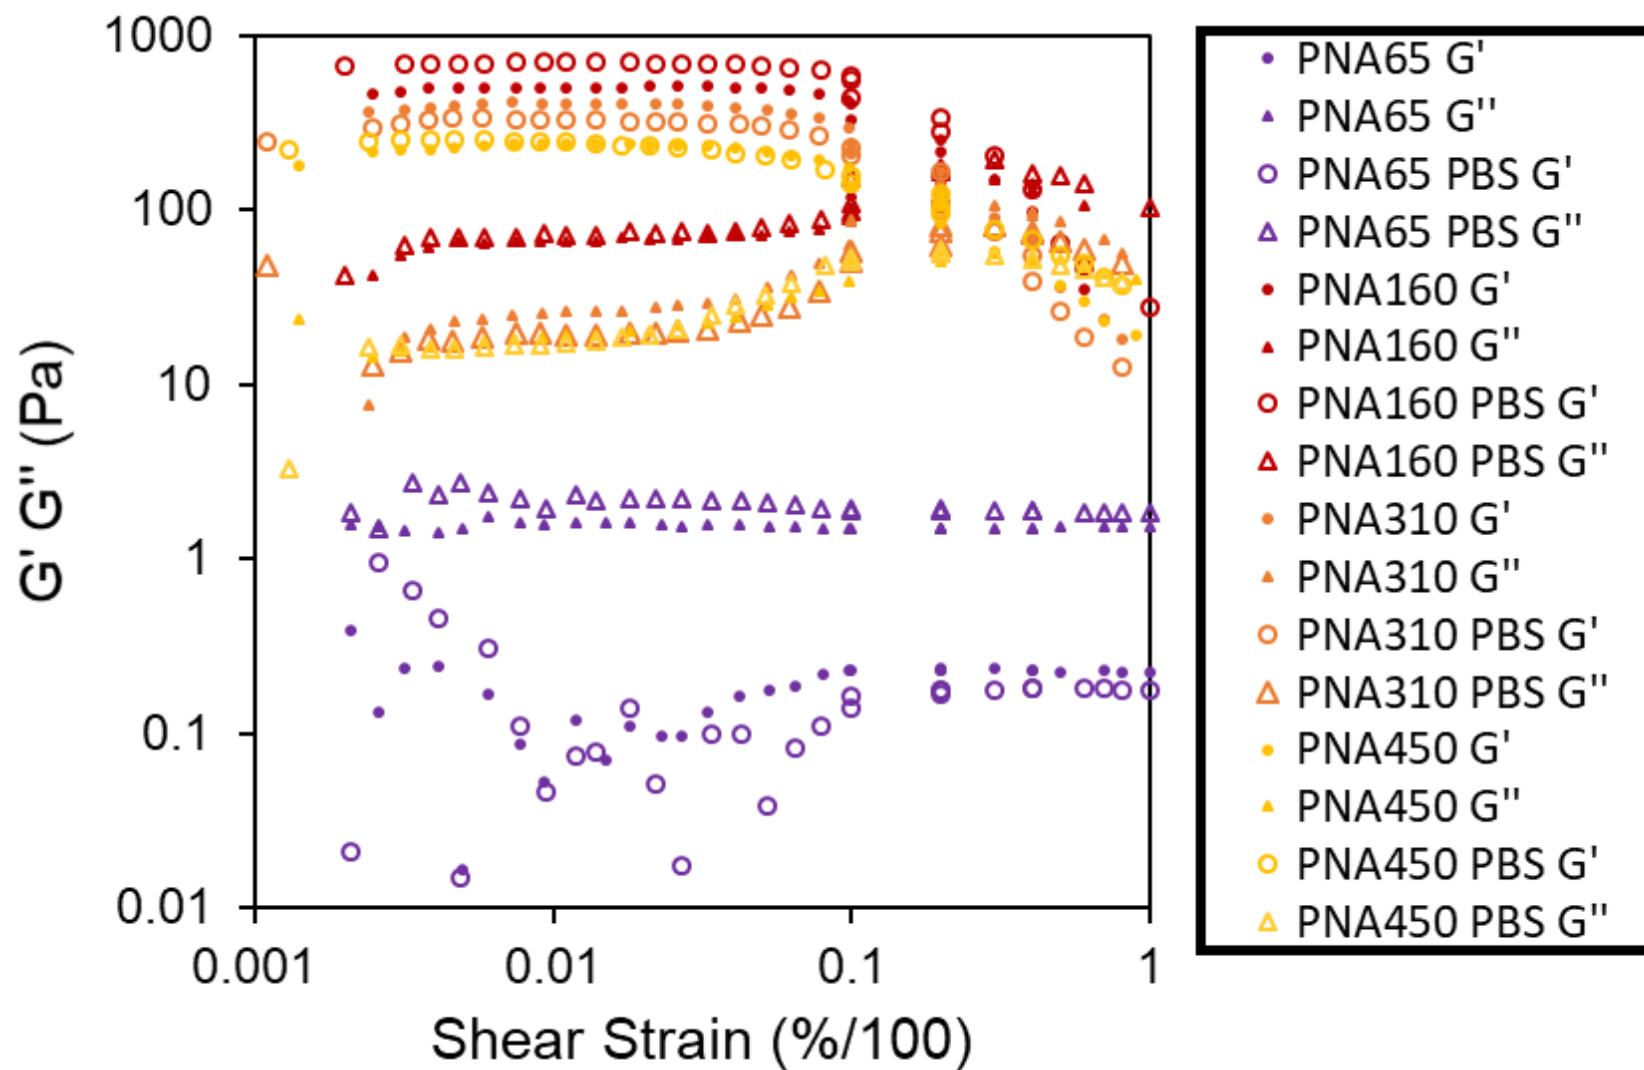 1000
100
10
1
0.1
0.01
0.001
0.01
0.1
1
G' G" (Pa)
Shear Strain (%/100)
PNA65 G'
PNA65 G"
PNA65 PBS G'
PNA65 PBS G"
PNA160 G'
PNA160 G"
PNA160 PBS G'
PNA160 PBS G"
PNA310 G'
PNA310 G"
PNA310 PBS G'
PNA310 PBS G"
PNA450 G'
PNA450 G"
PNA450 PBS G'
PNA450 PBS G"